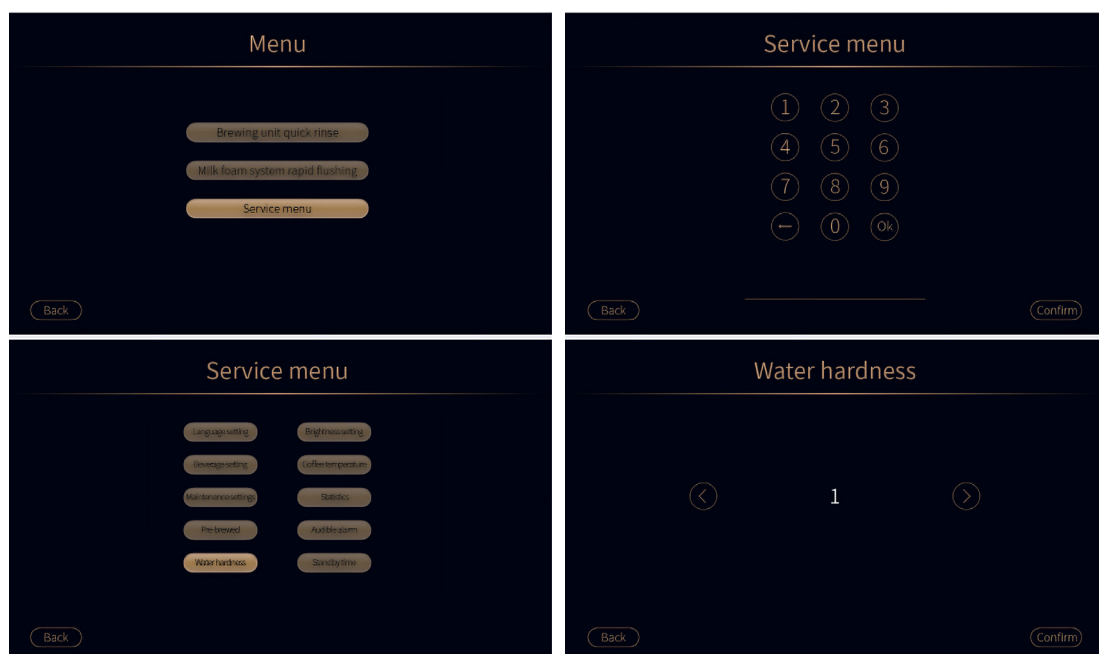 Menu
Brewing unit quick rinse
Milk foam system rapid flushing
Service menu
Back
Service menu
1 2 3
4 5 6
7 8 9
0 Ok
Back Confirm
Service menu
Language setting Brightness setting
Beverage setting Coffee temperature
Maintenance settings Statistics
Pre-brewed Audible alarm
Water hardness Standby time
Back
Water hardness
1
Back Confirm